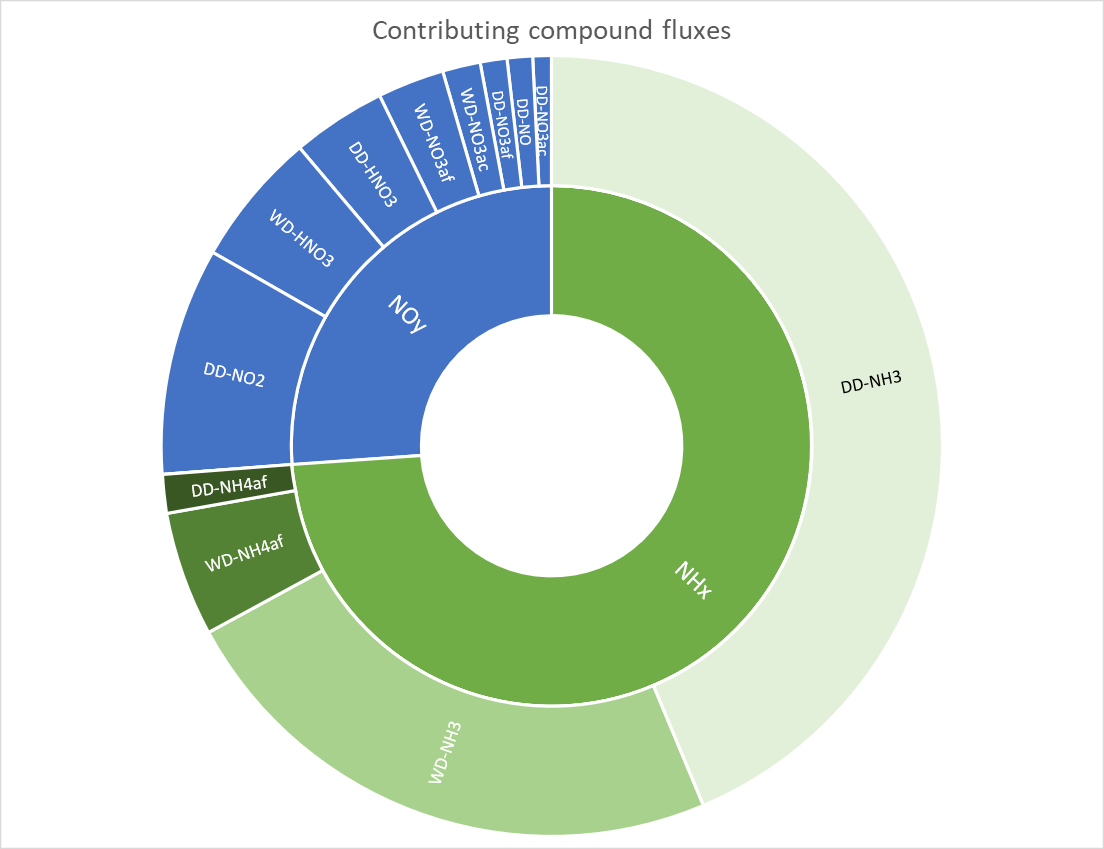 Contributing compound fluxes
DD-NH3
WD-NH3
WD-NH4af
DD-NH4af
DD-NO2
WD-HNO3
DD-HNO3
WD-NO3af
WD-NO3ac
DD-NO3af
DD-NO
DD-NO3ac
NOy
NHx